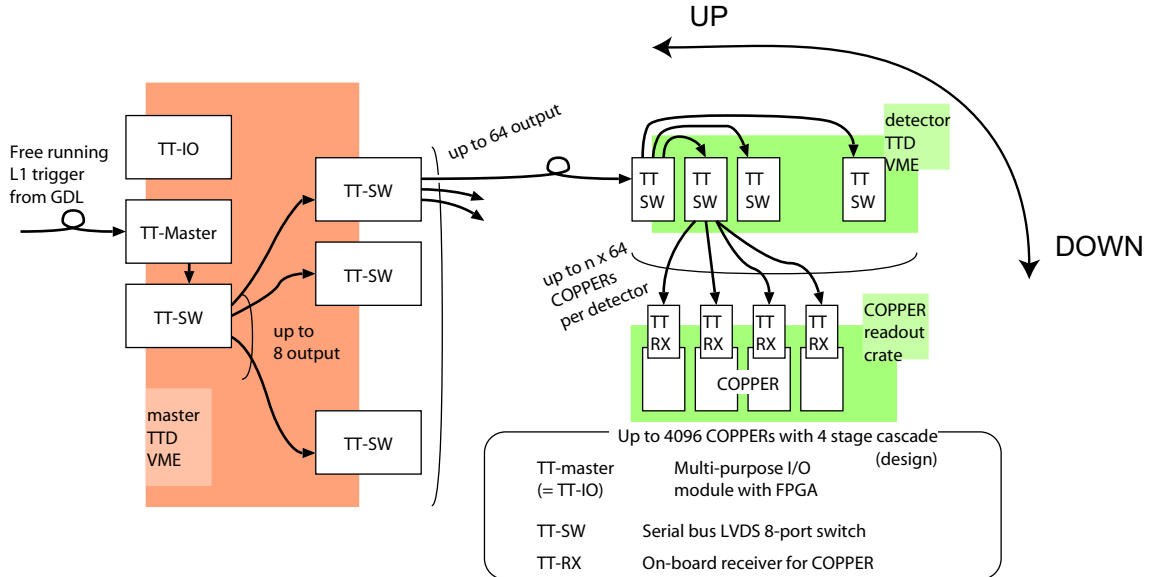 UP
DOWN
Free running
L1 trigger
from GDL
TT-IO
TT-Master
TT-SW
up to
8 output
master
TTD
VME
TT-SW
TT-SW
TT-SW
up to 64 output
TT
SW
TT
SW
TT
SW
TT
SW
detector
TTD
VME
up to n x 64
COPPERs
per detector
TT
RX
TT
RX
TT
RX
TT
RX
COPPER
COPPER
readout
crate
Up to 4096 COPPERs with 4 stage cascade
(design)
TT-master
(= TT-IO)
Multi-purpose I/O
module with FPGA
TT-SW
Serial bus LVDS 8-port switch
TT-RX
On-board receiver for COPPER